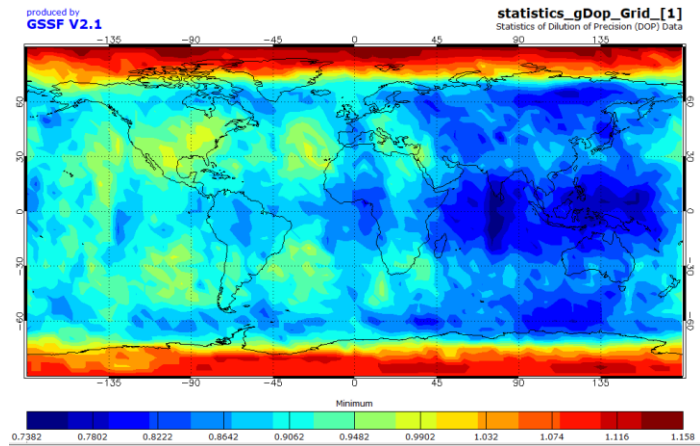 produced by
GSSF V2.1
statistics_gDop_Grid_[1]
Statistics of Dilution of Precision (DOP) Data
-135 -90 -45 0 45 90 135
60 60
30 30
0 0
-30 -30
-60 -60
-135 -90 -45 0 45 90 135
Minimum
0.7382 0.7802 0.8222 0.8642 0.9062 0.9482 0.9902 1.032 1.074 1.116 1.158